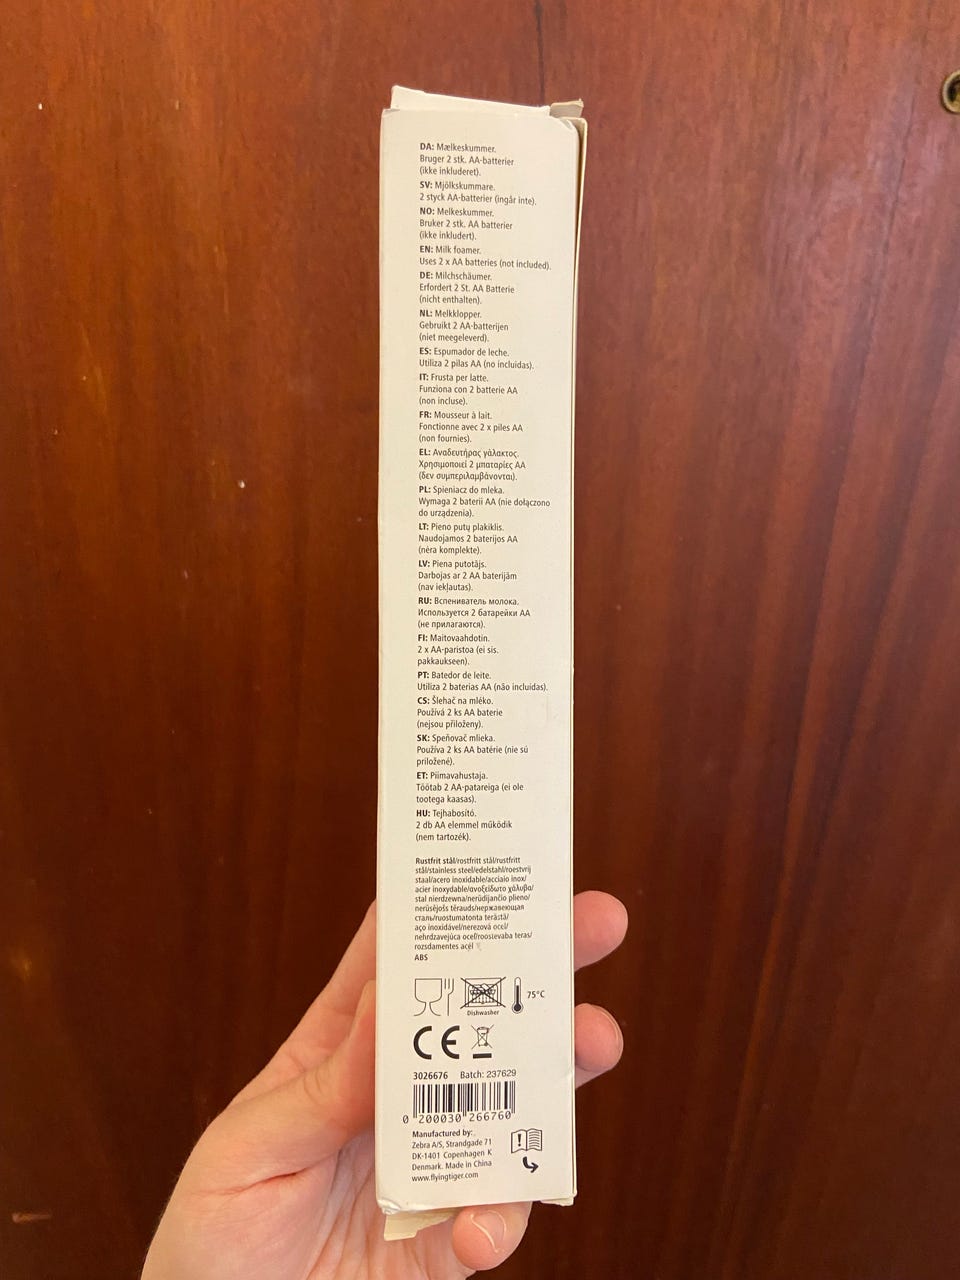 DA: Mælkeskummer.
Bruger 2 stk. AA-batterier
(ikke inkluderet).
SV: Mjölkskummare.
2 styck AA-batterier (ingår inte).
NO: Melkeskummer.
Bruker 2 stk. AA batterier
(ikke inkludert).
EN: Milk foamer.
Uses 2 x AA batteries (not included).
DE: Milchschäumer.
Erfordert 2 St. AA Batterie
(nicht enthalten).
NL: Melkklopper.
Gebruikt 2 AA-batterijen
(niet meegeleverd).
ES: Espumador de leche.
Utiliza 2 pilas AA (no incluidas).
IT: Frusta per latte.
Funziona con 2 batterie AA
(non incluse).
FR: Mousseur à lait.
Fonctionne avec 2 x piles AA
(non fournies).
EL: Αναδευτήρας γάλακτος.
Χρησιμοποιεί 2 μπαταρίες AA
(δεν συμπεριλαμβάνονται).
PL: Spieniacz do mleka.
Wymaga 2 baterii AA (nie dołączono
do urządzenia).
LT: Pieno putų plakiklis.
Naudojamos 2 baterijos AA
(nėra komplekte).
LV: Piena putotājs.
Darbojas ar 2 AA baterijām
(nav iekļautas).
RU: Вспениватель молока.
Используется 2 батарейки AA
(не прилагаются).
FI: Maitovaahdotin.
2 x AA-paristoa (ei sis.
pakkaukseen).
PT: Batedor de leite.
Utiliza 2 baterias AA (não incluídas).
CS: Šlehač na mléko.
Používá 2 ks AA baterie
(nejsou přiloženy).
SK: Speňovač mlieka.
Používa 2 ks AA batérie (nie sú
priložené).
ET: Piimavahustaja.
Töötab 2 AA-patareiga (ei ole
tootega kaasas).
HU: Tejhabosító.
2 db AA elemmel működik
(nem tartozék).
Rustfrit stål/rostfritt stål/rustfritt
stål/stainless steel/edelstahl/roestvrij
staal/acero inoxidable/acciaio inox/
acier inoxydable/ανοξείδωτο χάλυβα/
stal nierdzewna/nerūdijančio plieno/
nerūsējošs tērauds/нержавеющая
сталь/ruostumatonta terästä/
aço inoxidável/nerezová ocel/
nehrdzavejúca oceľ/roostevaba teras/
rozsdamentes acél
ABS
Dishwasher
75°C
CE
3026676 Batch: 237629
0 200030 266760
Manufactured by:
Zebra A/S, Strandgade 71
DK-1401 Copenhagen K
Denmark. Made in China
www.flyingtiger.com